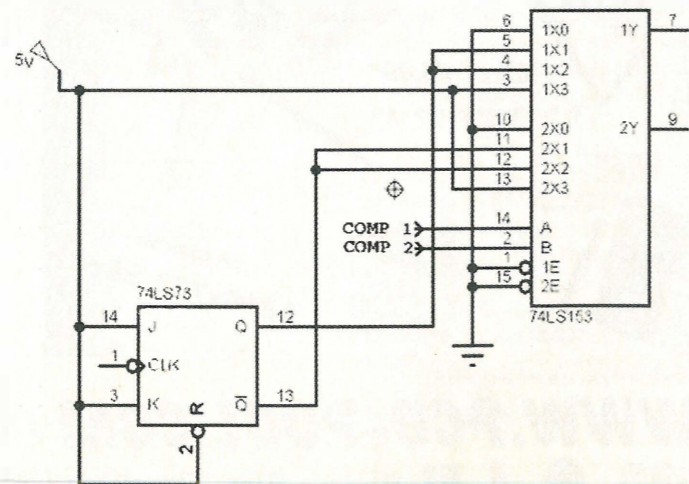 5V
6 1X0 1Y 7
5 1X1
4 1X2
3 1X3
10 2X0 2Y 9
11 2X1
12 2X2
13 2X3
COMP 1 14 A
COMP 2 2 B
1 1E
15 2E
74LS153
74LS73
14 J Q 12
1 CLK
3 K R Q 13
2